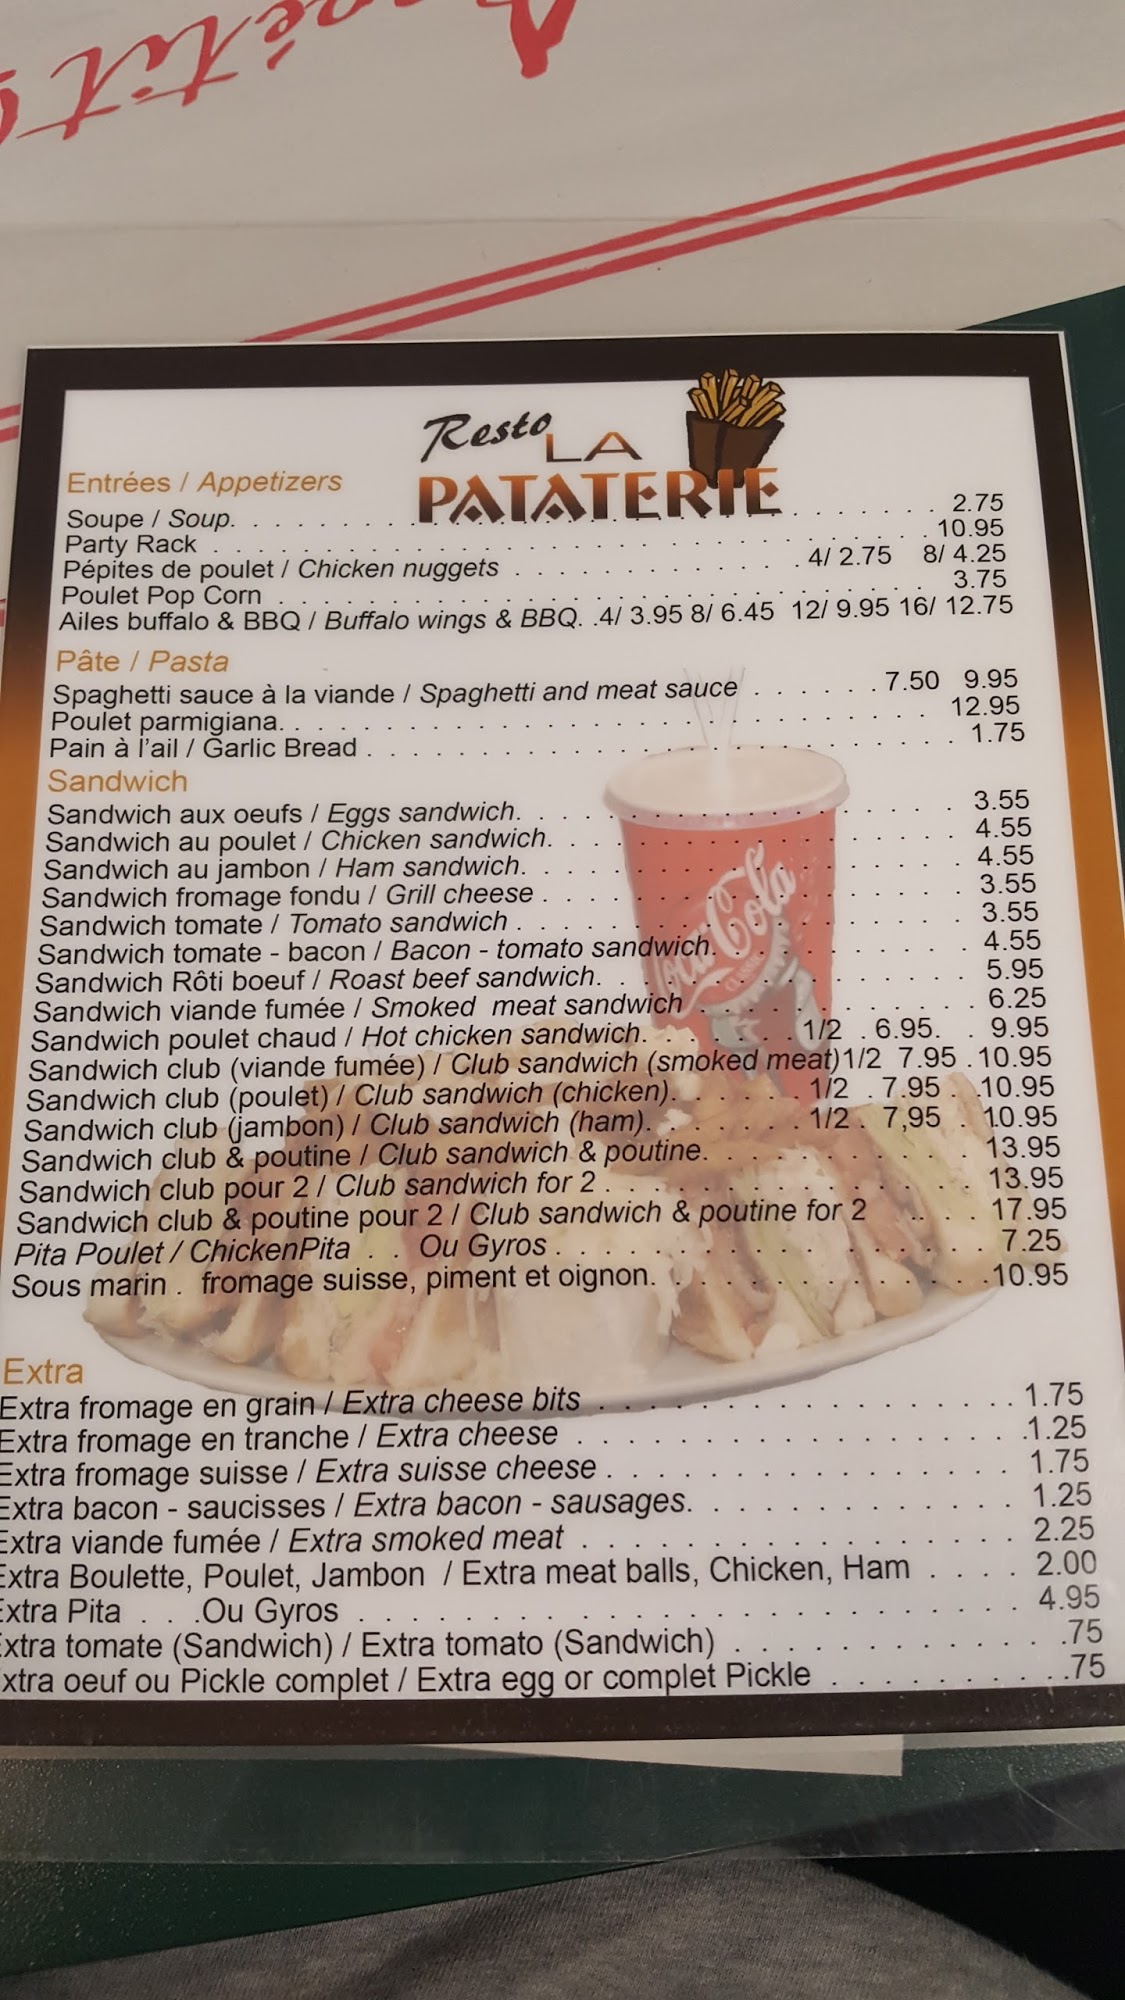 Appétit!
Resto LA
PATATERIE
Entrées / Appetizers
Soupe / Soup. . . . . . . . . . 2.75
Party Rack . . . . . . . . . . 10.95
Pépites de poulet / Chicken nuggets . . . . . . . . . . 4/ 2.75 8/ 4.25
Poulet Pop Corn . . . . . . . . . . 3.75
Ailes buffalo & BBQ / Buffalo wings & BBQ. .4/ 3.95 8/ 6.45 12/ 9.95 16/ 12.75
Pâte / Pasta
Spaghetti sauce à la viande / Spaghetti and meat sauce . . . . . . 7.50 9.95
Poulet parmigiana. . . . . . . . . . 12.95
Pain à l'ail / Garlic Bread . . . . . . . . . . 1.75
Sandwich
Sandwich aux oeufs / Eggs sandwich. . . . . . . . . . 3.55
Sandwich au poulet / Chicken sandwich. . . . . . . . . . 4.55
Sandwich au jambon / Ham sandwich. . . . . . . . . . 4.55
Sandwich fromage fondu / Grill cheese . . . . . . . . . . 3.55
Sandwich tomate / Tomato sandwich . . . . . . . . . . 3.55
Sandwich tomate - bacon / Bacon - tomato sandwich. . . . . . . . . . 4.55
Sandwich Rôti boeuf / Roast beef sandwich. . . . . . . . . . 5.95
Sandwich viande fumée / Smoked meat sandwich . . . . . . . . . . 6.25
Sandwich poulet chaud / Hot chicken sandwich. . . . . . . 1/2 . 6.95. . 9.95
Sandwich club (viande fumée) / Club sandwich (smoked meat)1/2 7.95 . 10.95
Sandwich club (poulet) / Club sandwich (chicken). . . . . . 1/2 . 7.95 . .10.95
Sandwich club (jambon) / Club sandwich (ham). . . . . . . 1/2 . 7,95 . 10.95
Sandwich club & poutine / Club sandwich & poutine. . . . . . . . . . 13.95
Sandwich club pour 2 / Club sandwich for 2 . . . . . . . . . . 13.95
Sandwich club & poutine pour 2 / Club sandwich & poutine for 2 .. . . 17.95
Pita Poulet / ChickenPita . . Ou Gyros . . . . . . . . . . 7.25
Sous marin . fromage suisse, piment et oignon. . . . . . . . . . .10.95
Coca-Cola
CLASSIC
Extra
Extra fromage en grain / Extra cheese bits . . . . . . . . . . 1.75
Extra fromage en tranche / Extra cheese . . . . . . . . . . 1.25
Extra fromage suisse / Extra suisse cheese . . . . . . . . . . 1.75
Extra bacon - saucisses / Extra bacon - sausages. . . . . . . . . . 1.25
Extra viande fumée / Extra smoked meat . . . . . . . . . . 2.25
Extra Boulette, Poulet, Jambon / Extra meat balls, Chicken, Ham . . . . 2.00
Extra Pita . . .Ou Gyros . . . . . . . . . . 4.95
Extra tomate (Sandwich) / Extra tomato (Sandwich) . . . . . . . . . .75
xtra oeuf ou Pickle complet / Extra egg or complet Pickle . . . . . . . .75